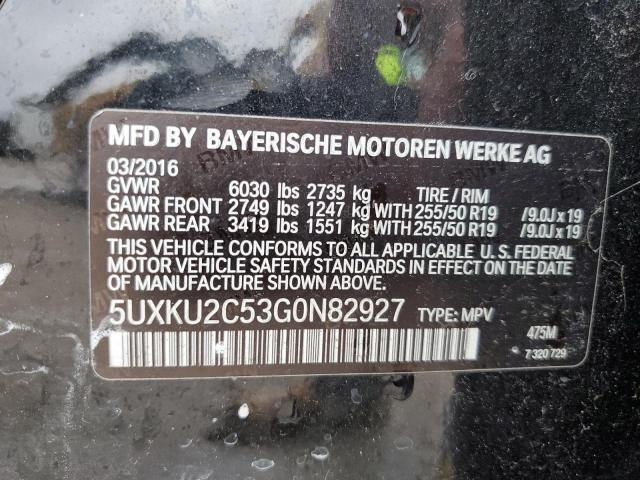 MFD BY BAYERISCHE MOTOREN WERKE AG
03/2016
GVWR 6030 lbs 2735 kg TIRE / RIM
GAWR FRONT 2749 lbs 1247 kg WITH 255/50 R19 /9.0J x 19
GAWR REAR 3419 lbs 1551 kg WITH 255/50 R19 /9.0J x 19
THIS VEHICLE CONFORMS TO ALL APPLICABLE U. S. FEDERAL
MOTOR VEHICLE SAFETY STANDARDS IN EFFECT ON THE DATE
OF MANUFACTURE SHOWN ABOVE.
5UXKU2C53G0N82927 TYPE: MPV
475M
7 320 729